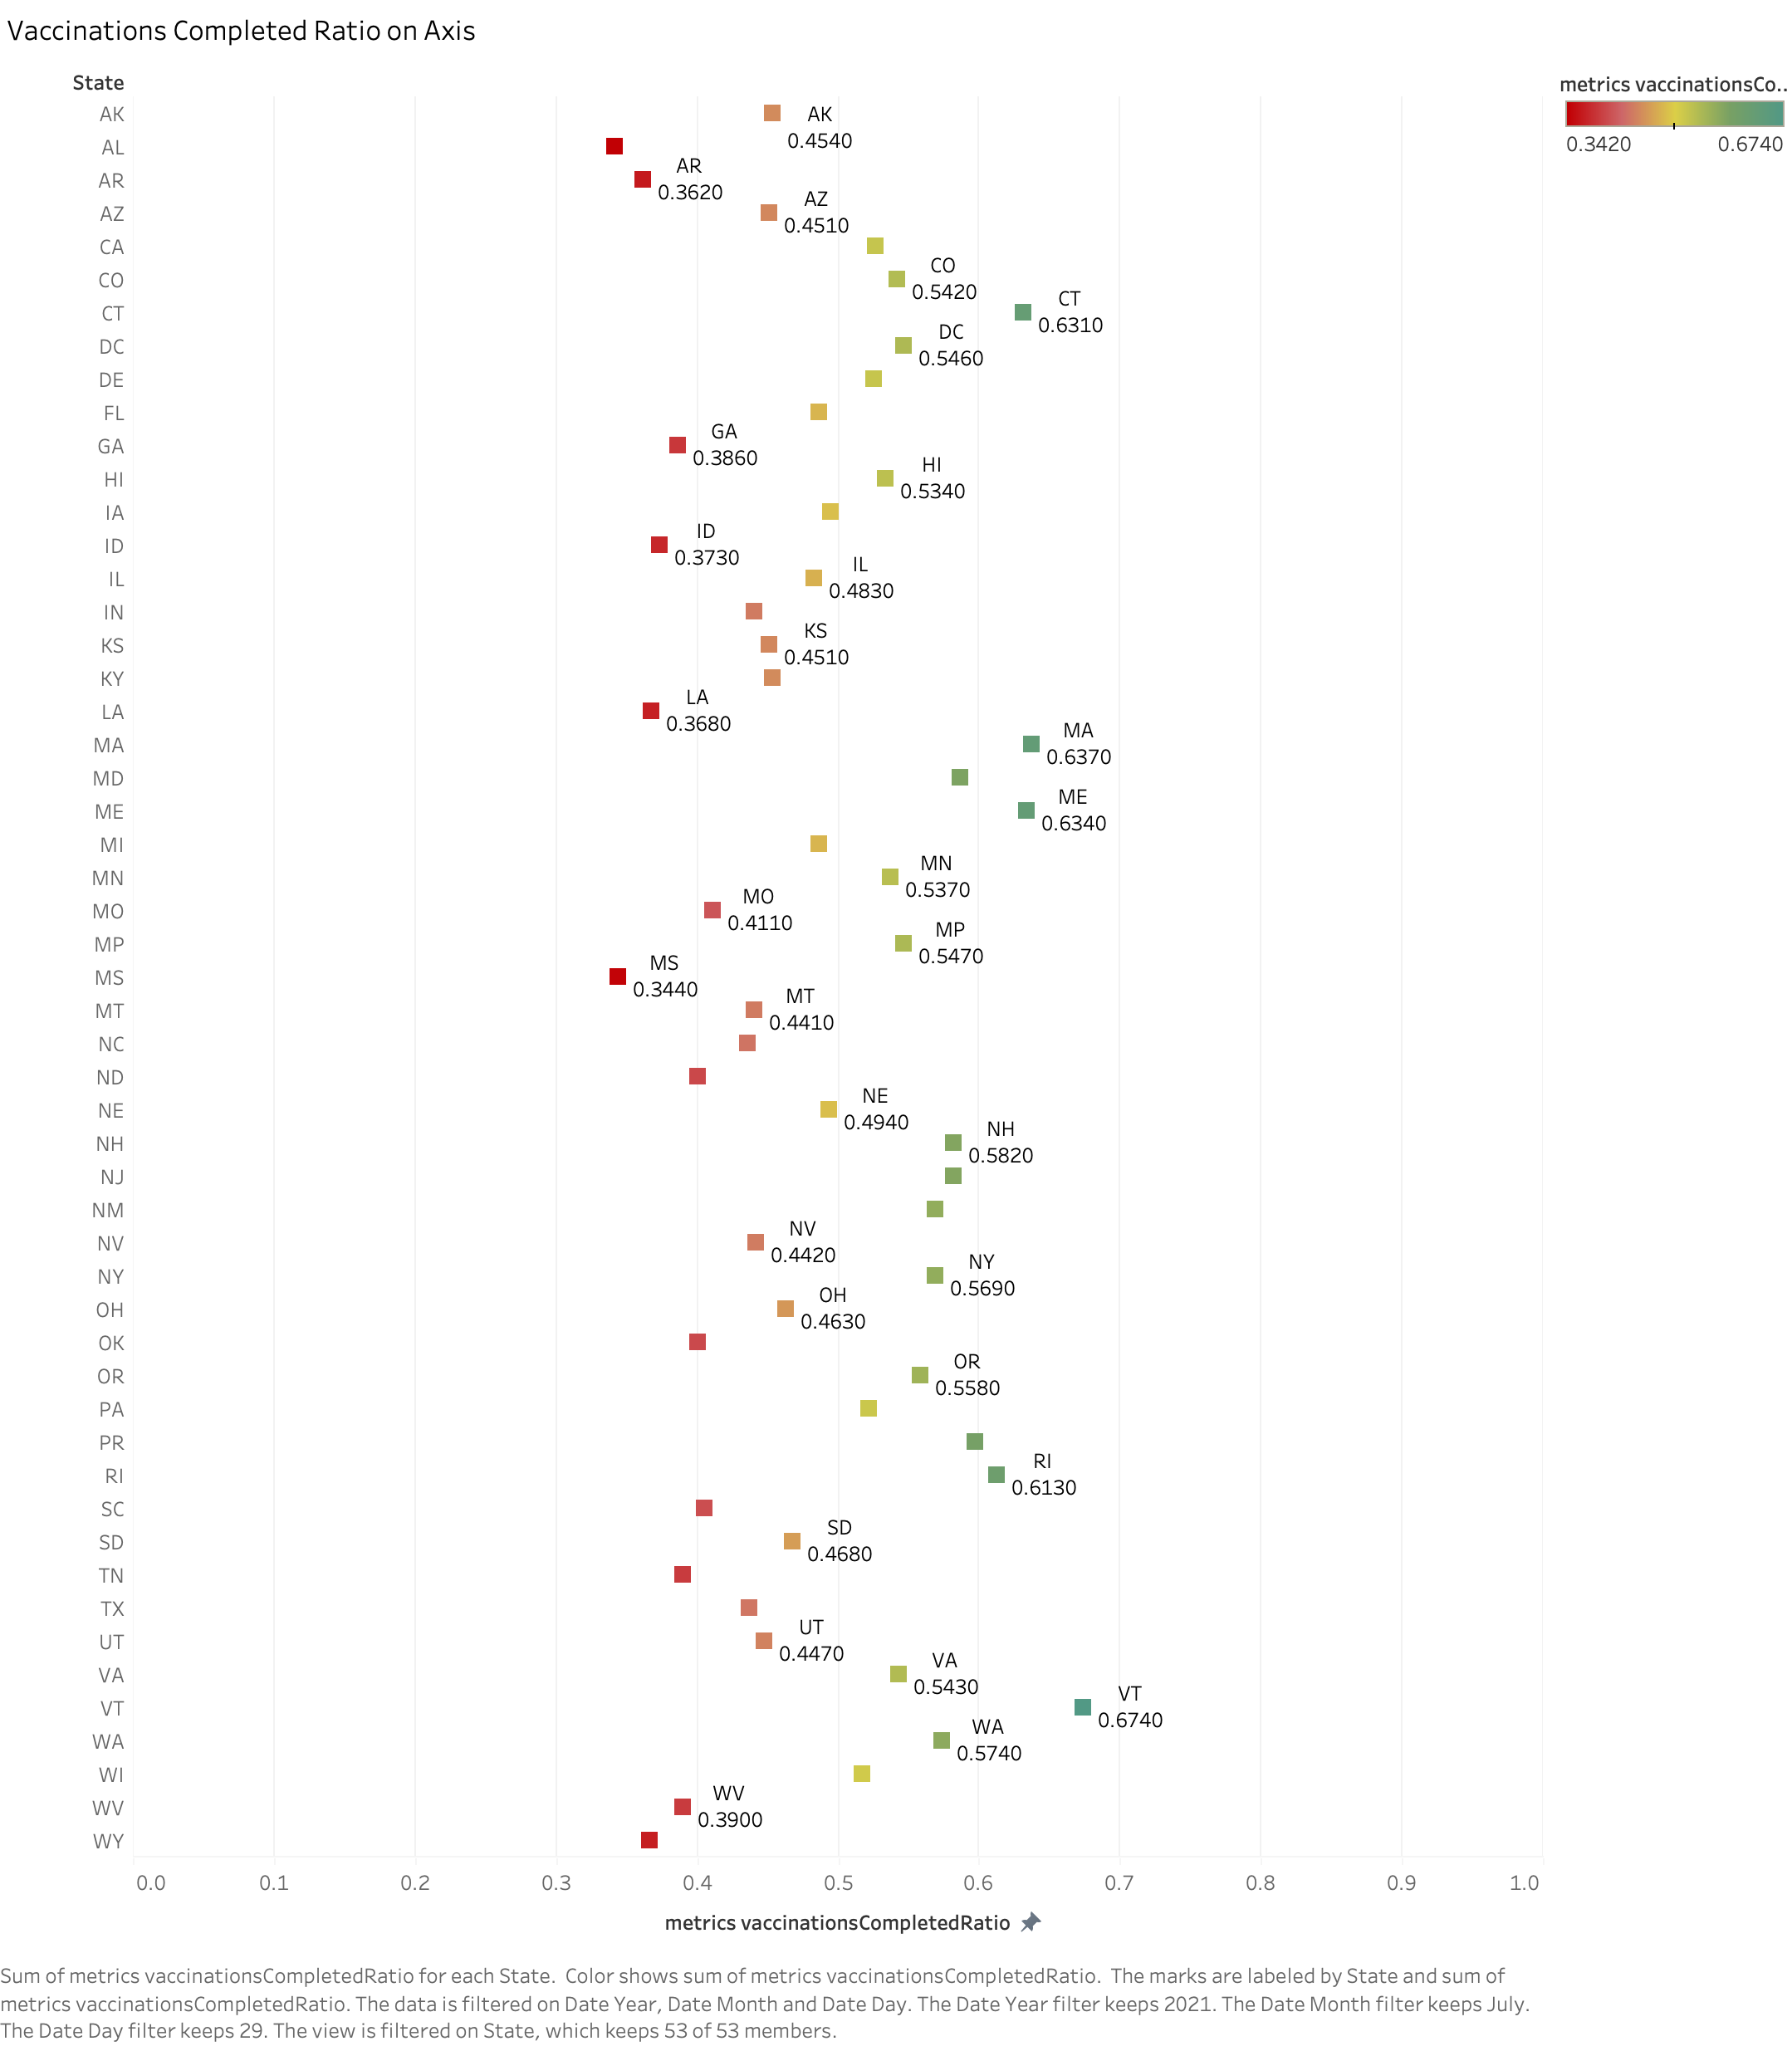 Vaccinations Completed Ratio on Axis
State
metrics vaccinationsCo..
0.3420 0.6740
AK
AK
0.4540
AL
AR
AR
0.3620
AZ
AZ
0.4510
CA
CO
CO
0.5420
CT
CT
0.6310
DC
DC
0.5460
DE
FL
GA
GA
0.3860
HI
HI
0.5340
IA
ID
ID
0.3730
IL
IL
0.4830
IN
KS
KS
0.4510
KY
LA
LA
0.3680
MA
MA
0.6370
MD
ME
ME
0.6340
MI
MN
MN
0.5370
MO
MO
0.4110
MP
MP
0.5470
MS
MS
0.3440
MT
MT
0.4410
NC
ND
NE
NE
0.4940
NH
NH
0.5820
NJ
NM
NV
NV
0.4420
NY
NY
0.5690
OH
OH
0.4630
OK
OR
OR
0.5580
PA
PR
RI
RI
0.6130
SC
SD
SD
0.4680
TN
TX
UT
UT
0.4470
VA
VA
0.5430
VT
VT
0.6740
WA
WA
0.5740
WI
WV
WV
0.3900
WY
0.0 0.1 0.2 0.3 0.4 0.5 0.6 0.7 0.8 0.9 1.0
metrics vaccinationsCompletedRatio
Sum of metrics vaccinationsCompletedRatio for each State.  Color shows sum of metrics vaccinationsCompletedRatio.  The marks are labeled by State and sum of
metrics vaccinationsCompletedRatio. The data is filtered on Date Year, Date Month and Date Day. The Date Year filter keeps 2021. The Date Month filter keeps July.
The Date Day filter keeps 29. The view is filtered on State, which keeps 53 of 53 members.